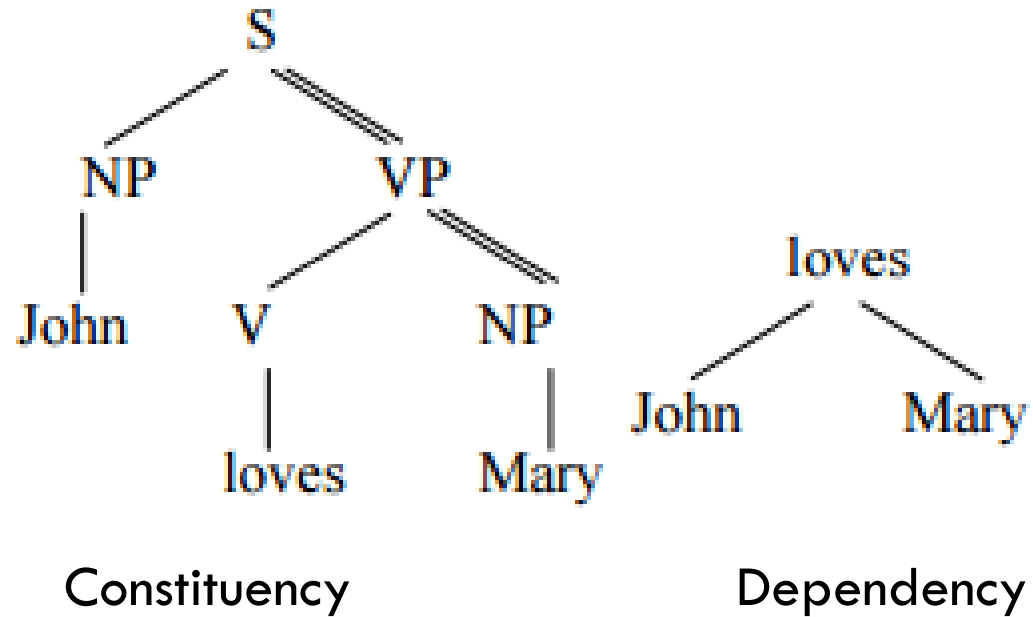 S
NP VP
loves
John V NP
John Mary
loves Mary
Constituency Dependency